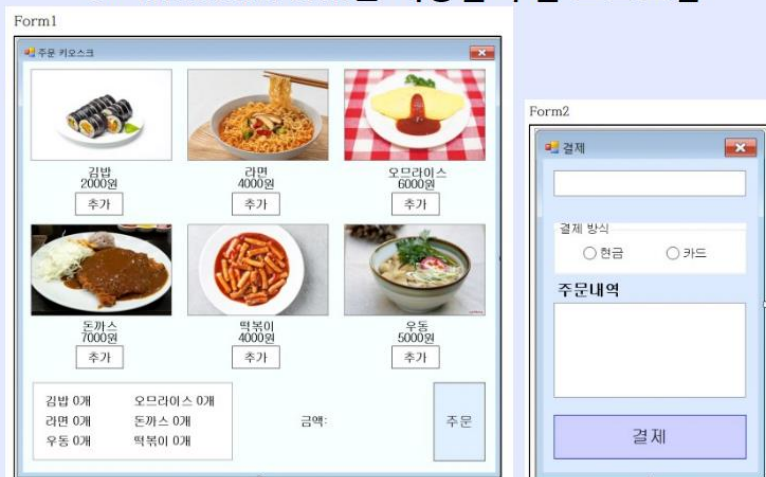 Form1
주문 키오스크
김밥
2000원
추가
라면
4000원
추가
오므라이스
6000원
추가
돈까스
7000원
추가
떡볶이
4000원
추가
우동
5000원
추가
김밥 0개 오므라이스 0개
라면 0개 돈까스 0개
우동 0개 떡볶이 0개
금액:
주문
Form2
결제
결제 방식
현금 카드
주문내역
결제